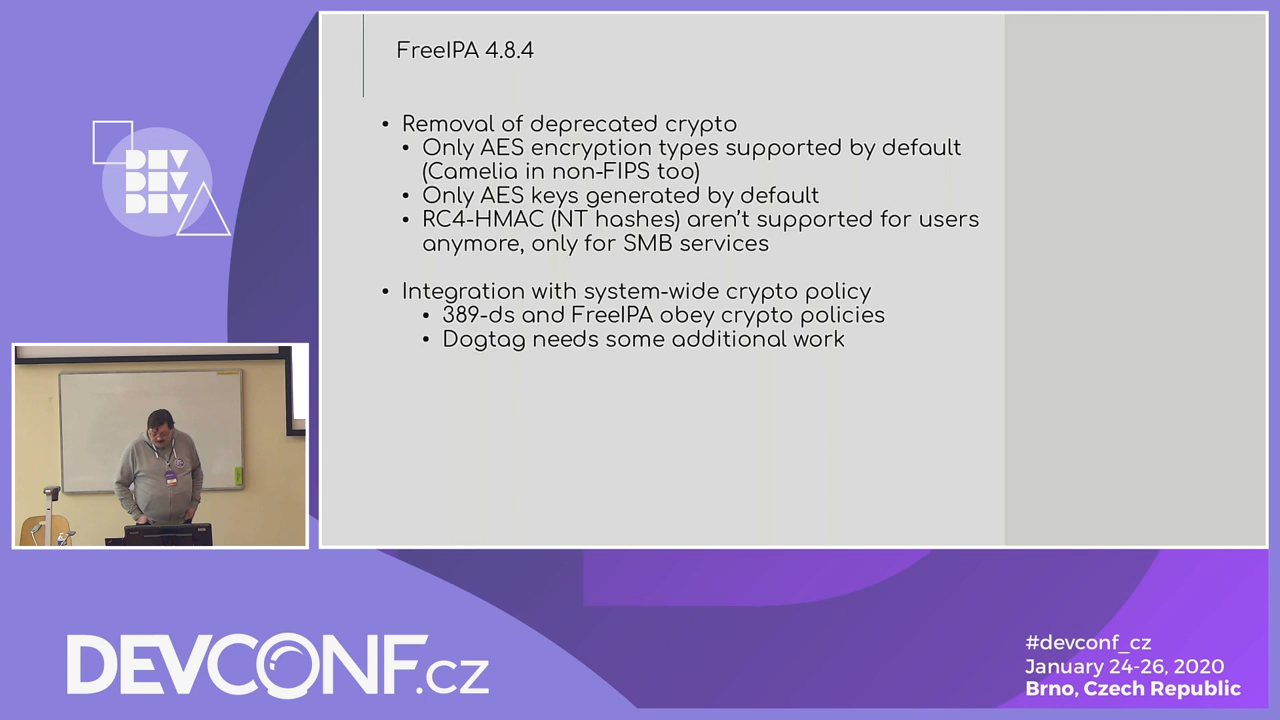 FreeIPA 4.8.4
• Removal of deprecated crypto
• Only AES encryption types supported by default
(Camelia in non-FIPS too)
• Only AES keys generated by default
• RC4-HMAC (NT hashes) aren't supported for users
anymore, only for SMB services
• Integration with system-wide crypto policy
• 389-ds and FreeIPA obey crypto policies
• Dogtag needs some additional work
DEV
DEV
DEV
DEVCONF.cz
#devconf_cz
January 24-26, 2020
Brno, Czech Republic